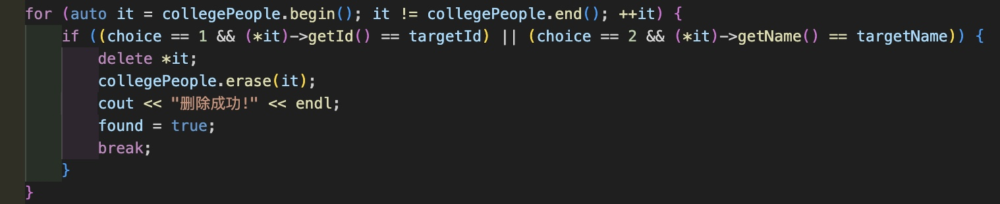 for (auto it = collegePeople.begin(); it != collegePeople.end(); ++it) {
    if ((choice == 1 && (*it)->getId() == targetId) || (choice == 2 && (*it)->getName() == targetName)) {
        delete *it;
        collegePeople.erase(it);
        cout << "删除成功!" << endl;
        found = true;
        break;
    }
}